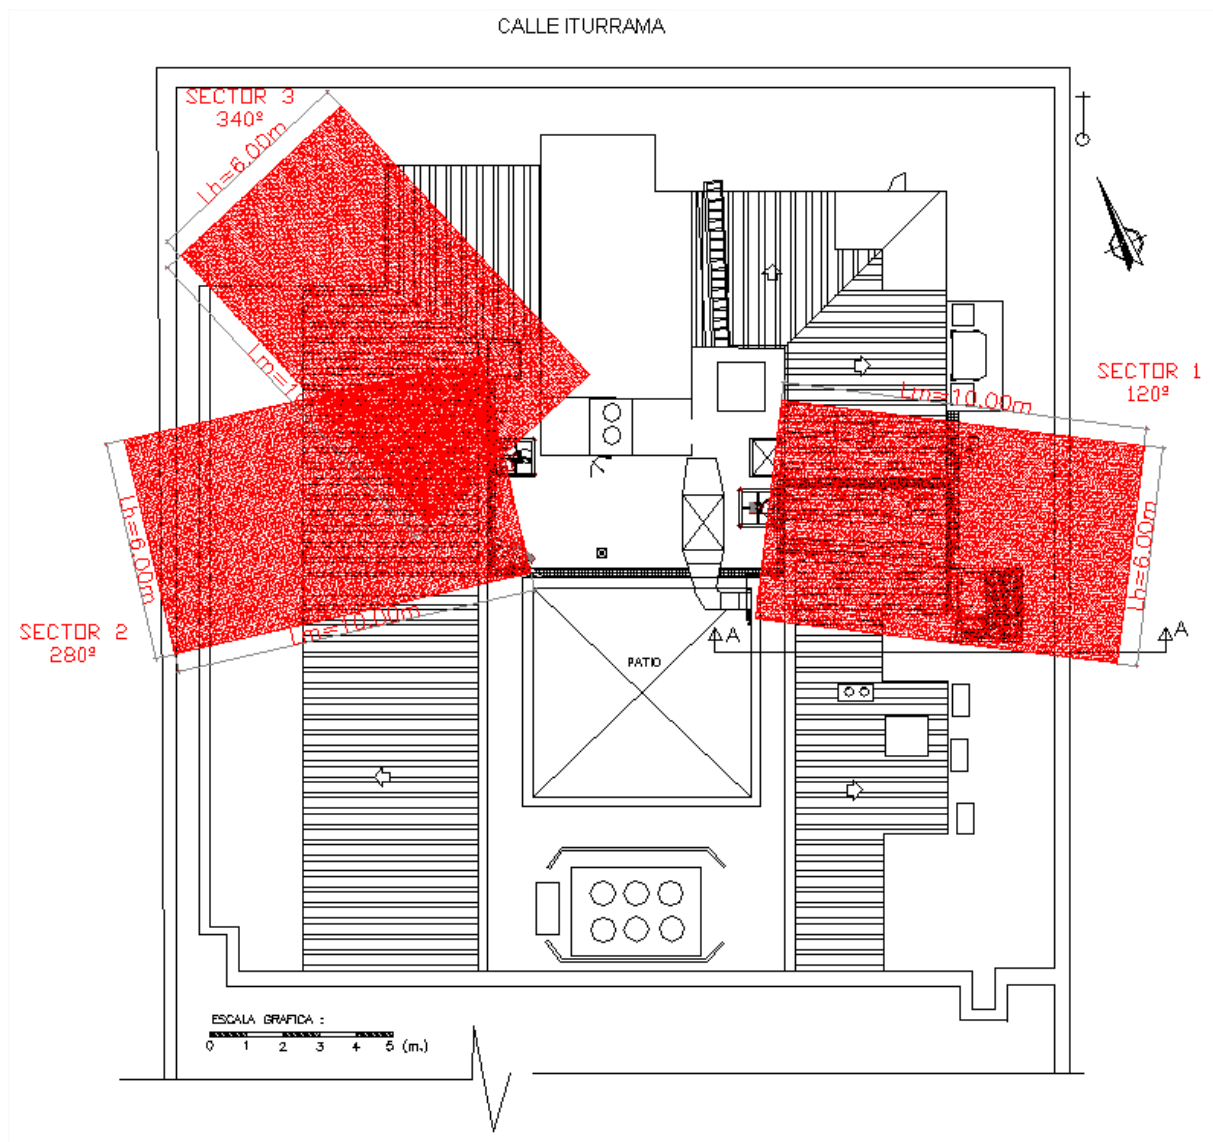 CALLE ITURRAMA
SECTOR 3
340º
Lh=6.00m
Lm=1
SECTOR 1
120º
Lm=10.00m
Lh=6.00m
Lh=6.00m
SECTOR 2
280º
Lm=10.00m
A
A
PATIO
ESCALA GRAFICA :
0 1 2 3 4 5 (m.)